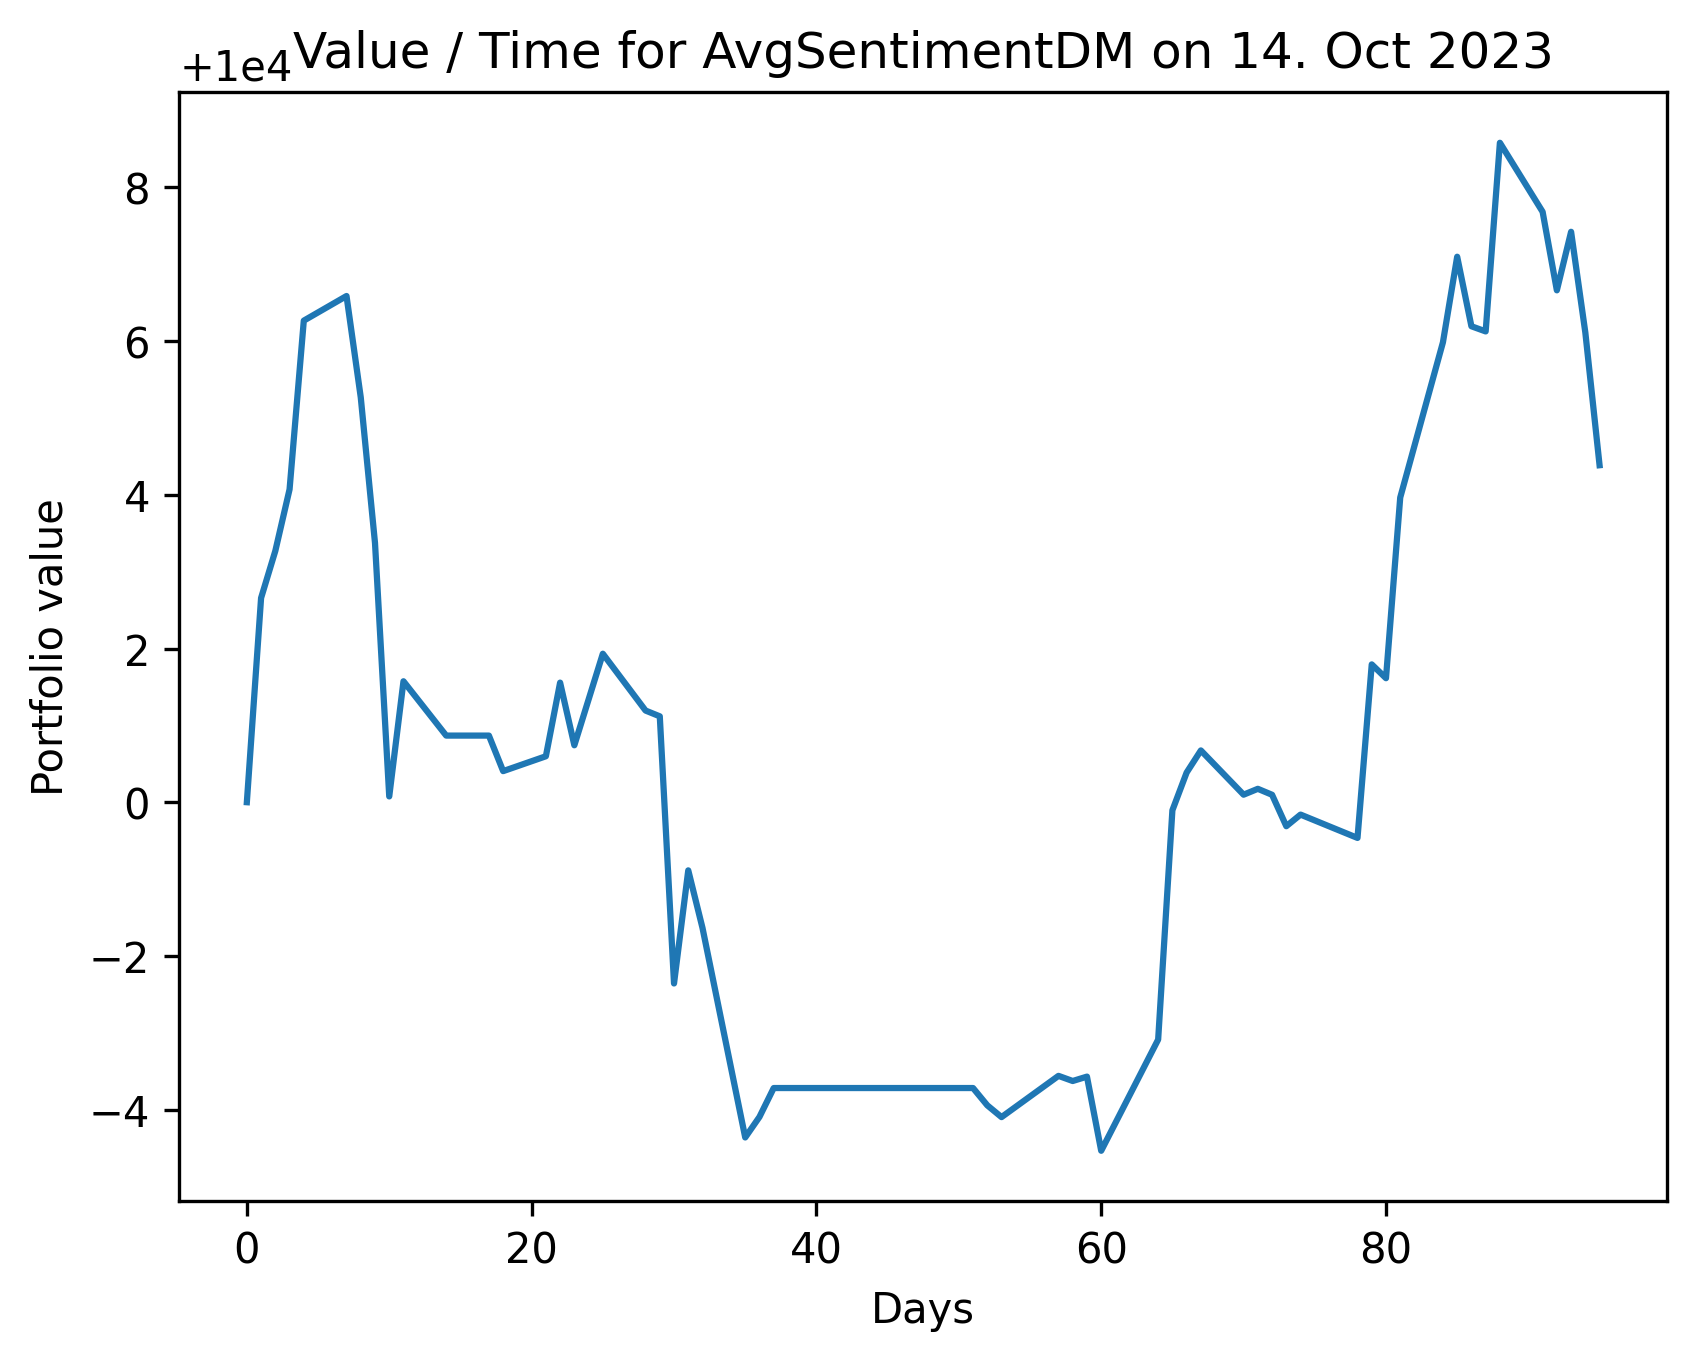 Value / Time for AvgSentimentDM on 14. Oct 2023
+1e4
Portfolio value
8
6
4
2
0
−2
−4
0 20 40 60 80
Days